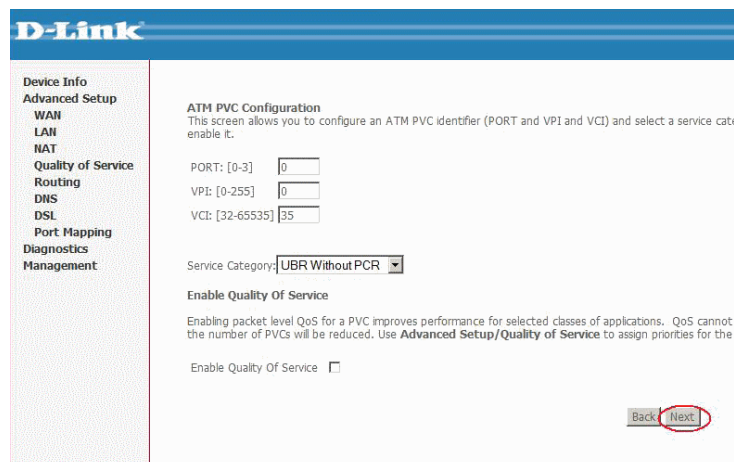 D-Link
Device Info
Advanced Setup
WAN
LAN
NAT
Quality of Service
Routing
DNS
DSL
Port Mapping
Diagnostics
Management
ATM PVC Configuration
This screen allows you to configure an ATM PVC identifier (PORT and VPI and VCI) and select a service cate
enable it.
PORT: [0-3] 0
VPI: [0-255] 0
VCI: [32-65535] 35
Service Category: UBR Without PCR
Enable Quality Of Service
Enabling packet level QoS for a PVC improves performance for selected classes of applications. QoS cannot
the number of PVCs will be reduced. Use Advanced Setup/Quality of Service to assign priorities for the
Enable Quality Of Service
Back Next